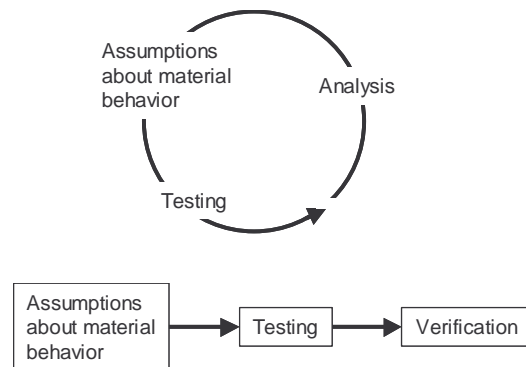 Assumptions
about material
behavior
Analysis
Testing
Assumptions
about material
behavior
Testing
Verification